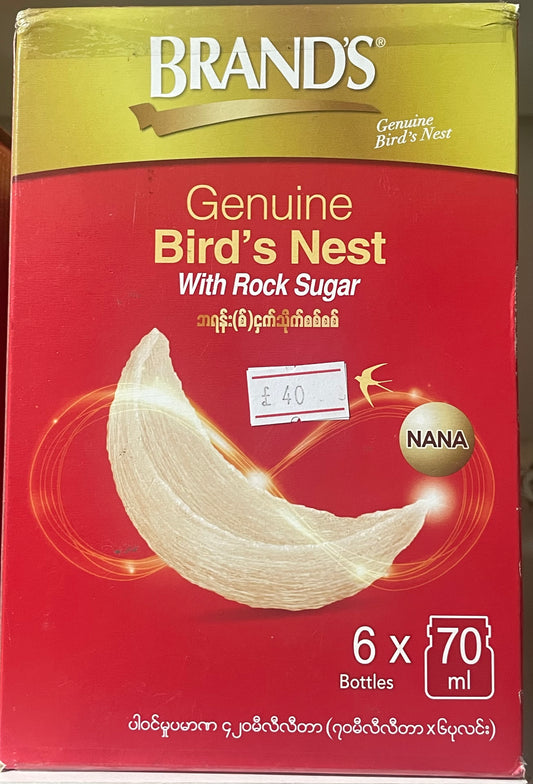 BRAND'S®
Genuine
Bird's Nest
Genuine
Bird's Nest
With Rock Sugar
ဘရန်း(မ်)ငှက်သိုက်စစ်စစ်
£ 40
NANA
6 x 70
Bottles ml
ပါဝင်မှုပမာဏ ၄၂၀မီလီလီတာ (၇၀မီလီလီတာ x၆ပုလင်း)